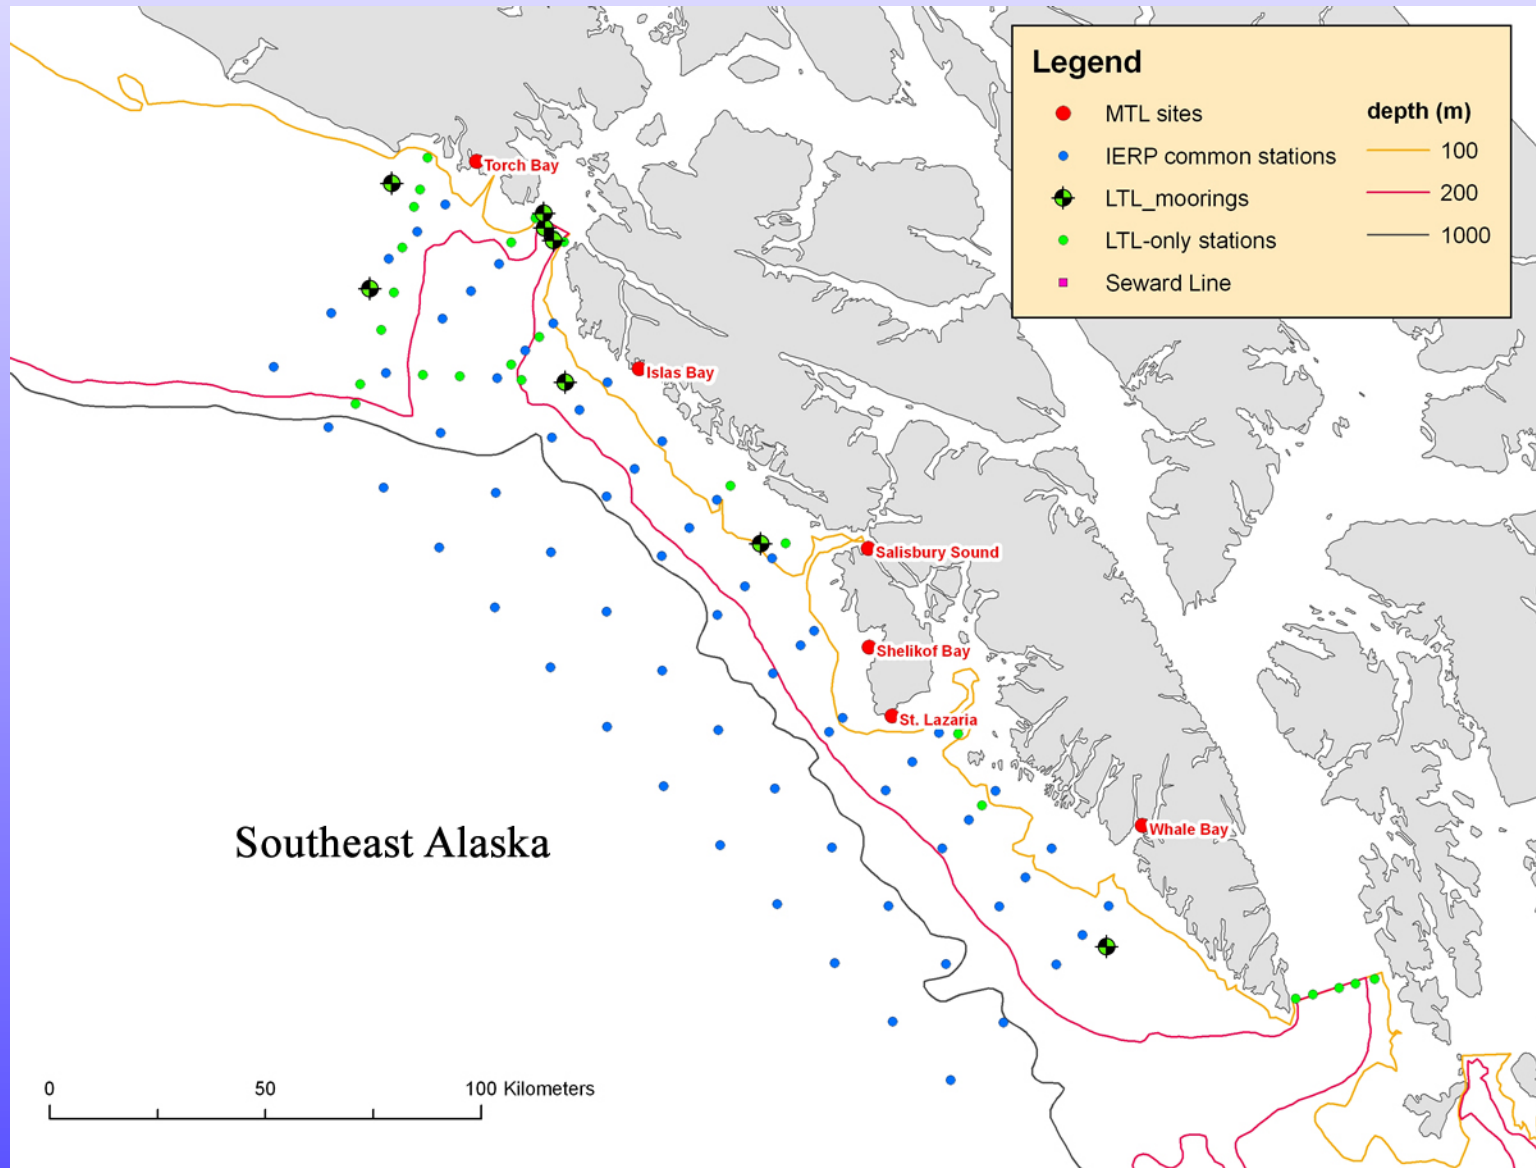 Legend
MTL sites
IERP common stations
LTL_moorings
LTL-only stations
Seward Line
depth (m)
100
200
1000
Torch Bay
Islas Bay
Salisbury Sound
Shelikof Bay
St. Lazaria
Whale Bay
Southeast Alaska
0 50 100 Kilometers